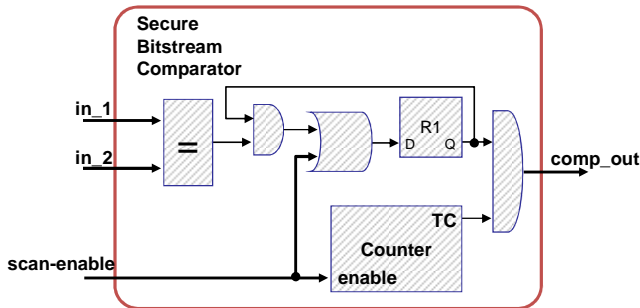 Secure
Bitstream
Comparator
in_1
in_2
=
R1
D
Q
comp_out
TC
Counter
enable
scan-enable